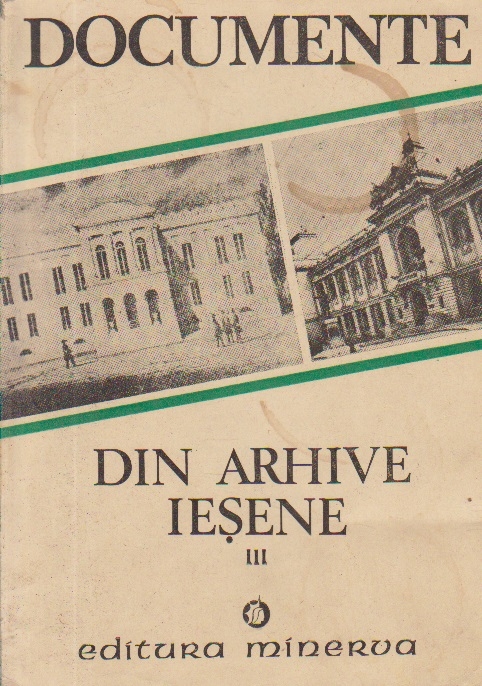 DOCUMENTE
DIN ARHIVE
IEȘENE
III
editura minerva